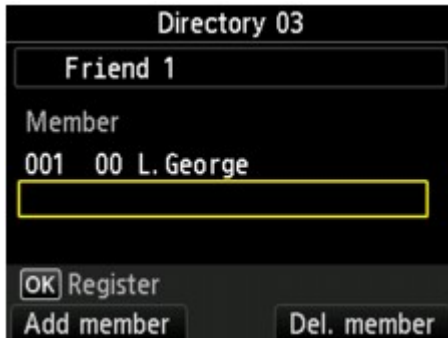 Directory 03
Friend 1
Member
001 00 L.George
OK Register
Add member Del. member